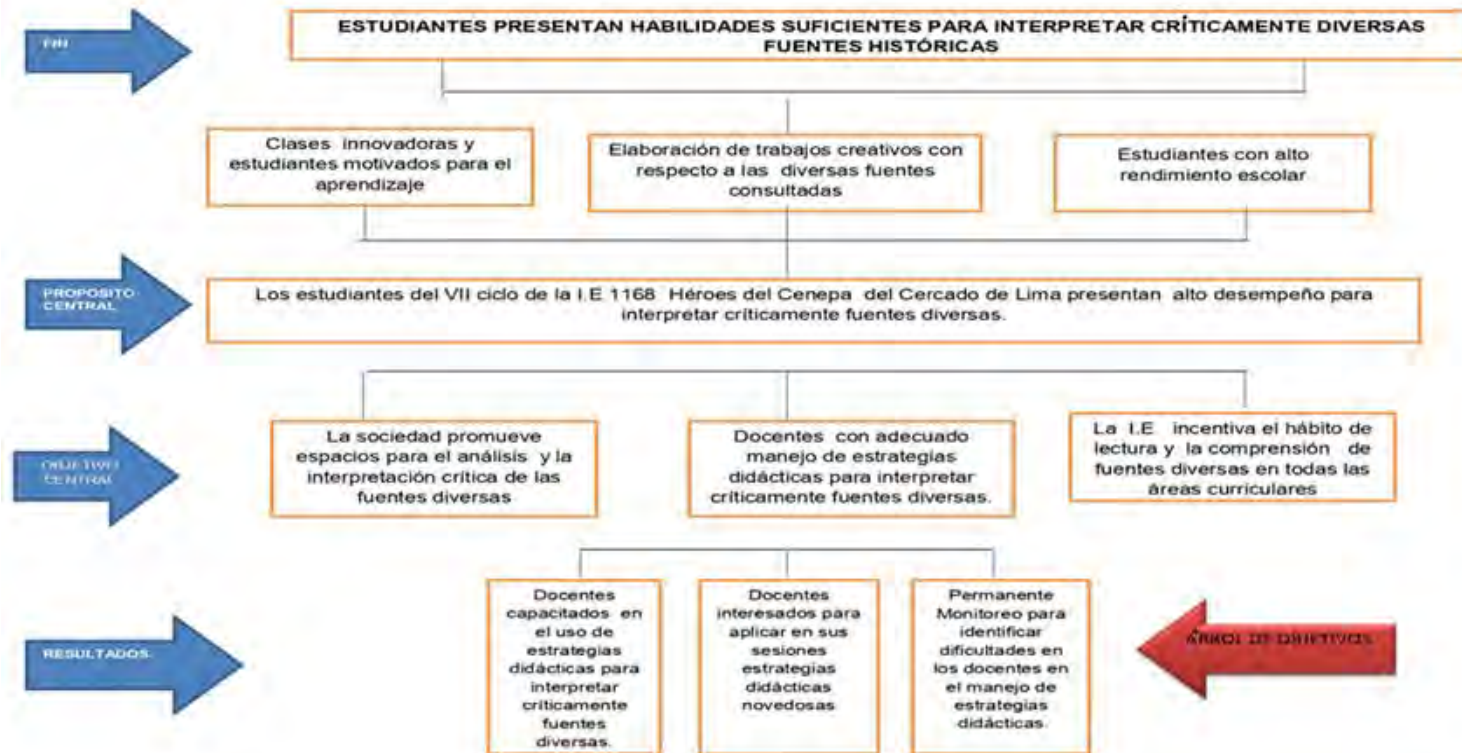 FIN
ESTUDIANTES PRESENTAN HABILIDADES SUFICIENTES PARA INTERPRETAR CRÍTICAMENTE DIVERSAS
FUENTES HISTÓRICAS
Clases innovadoras y
estudiantes motivados para el
aprendizaje
Elaboración de trabajos creativos con
respecto a las diversas fuentes
consultadas
Estudiantes con alto
rendimiento escolar
PROPOSITO
CENTRAL
Los estudiantes del VII ciclo de la I.E 1168 Héroes del Cenepa del Cercado de Lima presentan alto desempeño para
interpretar críticamente fuentes diversas.
OBJETIVO
CENTRAL
La sociedad promueve
espacios para el análisis y la
interpretación crítica de las
fuentes diversas
Docentes con adecuado
manejo de estrategias
didácticas para interpretar
críticamente fuentes diversas.
La I.E incentiva el hábito de
lectura y la comprensión de
fuentes diversas en todas las
áreas curriculares
RESULTADOS
Docentes
capacitados en
el uso de
estrategias
didácticas para
interpretar
críticamente
fuentes
diversas.
Docentes
interesados para
aplicar en sus
sesiones
estrategias
didácticas
novedosas
Permanente
Monitoreo para
identificar
dificultades en
los docentes en
el manejo de
estrategias
didácticas.
ÁRBOL DE OBJETIVOS